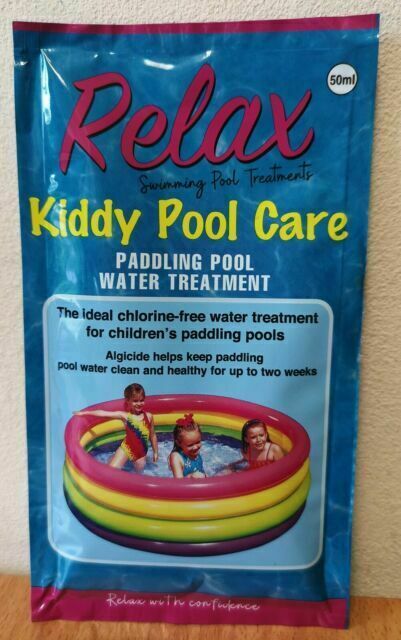 50ml
Relax
Swimming Pool Treatments
Kiddy Pool Care
PADDLING POOL
WATER TREATMENT
The ideal chlorine-free water treatment
for children's paddling pools
Algicide helps keep paddling
pool water clean and healthy for up to two weeks
Relax with confidence